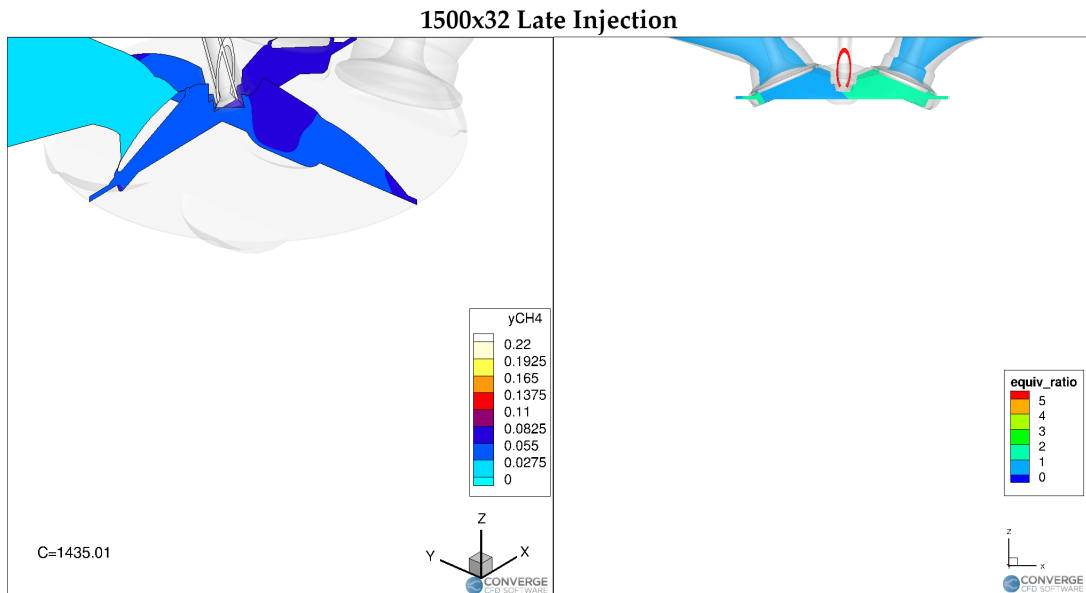 1500x32 Late Injection
yCH4
0.22
0.1925
0.165
0.1375
0.11
0.0825
0.055
0.0275
0
C=1435.01
Z
Y
X
CONVERGE
CFD SOFTWARE
equiv_ratio
5
4
3
2
1
0
z
x
CONVERGE
CFD SOFTWARE